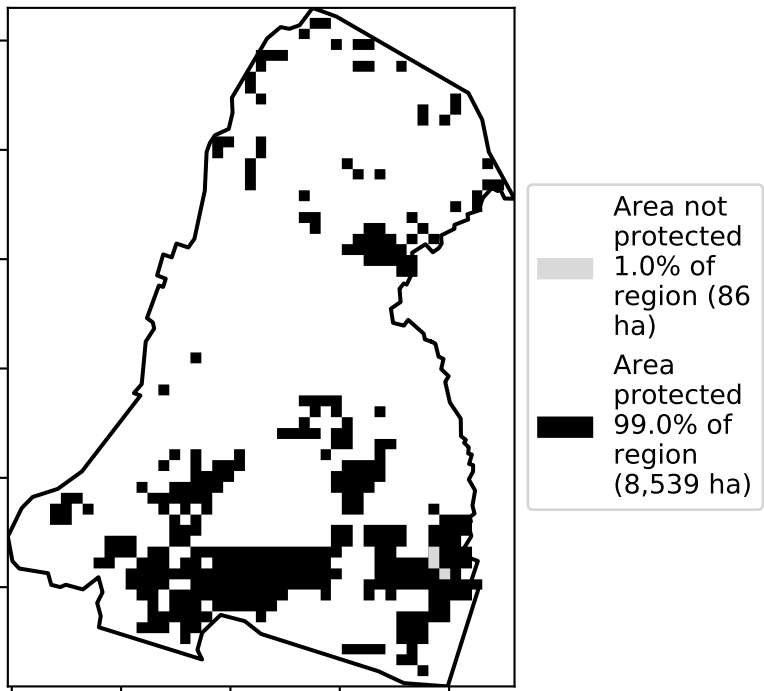 Area not
protected
1.0% of
region (86
ha)
Area
protected
99.0% of
region
(8,539 ha)